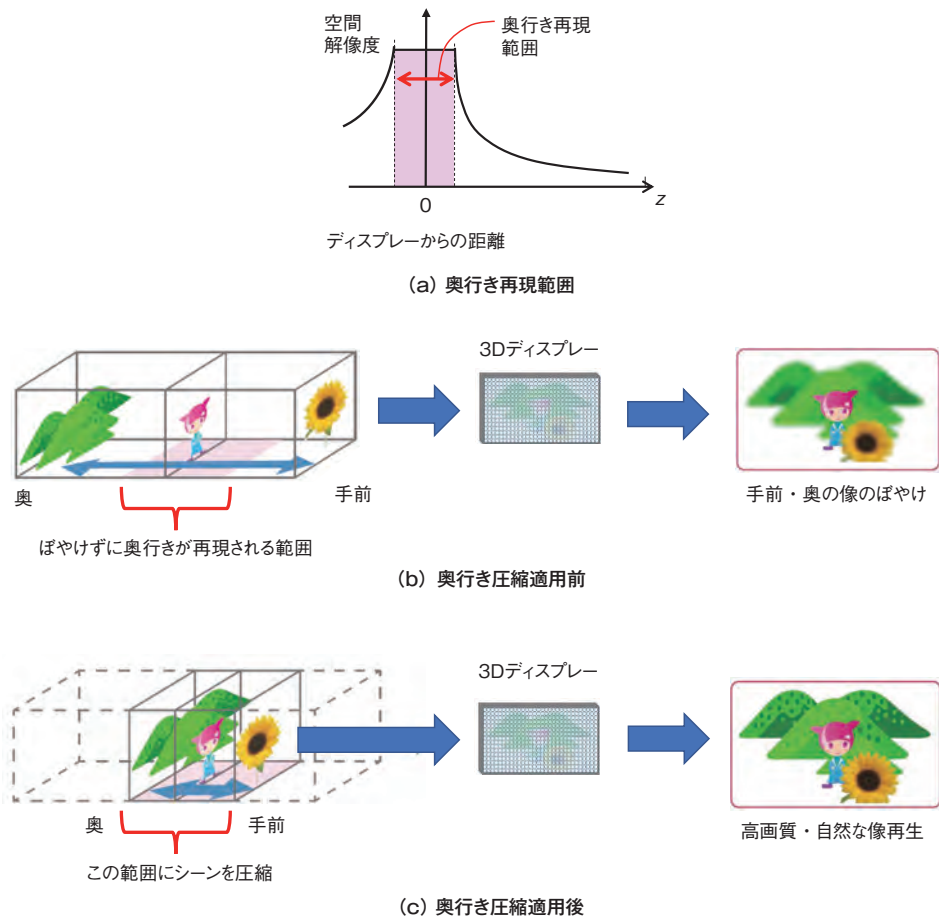 空間
解像度
奥行き再現
範囲
0
z
ディスプレーからの距離
（a）奥行き再現範囲
3Dディスプレー
奥
手前
ぼやけずに奥行きが再現される範囲
手前・奥の像のぼやけ
（b）奥行き圧縮適用前
3Dディスプレー
奥
手前
この範囲にシーンを圧縮
高画質・自然な像再生
（c）奥行き圧縮適用後